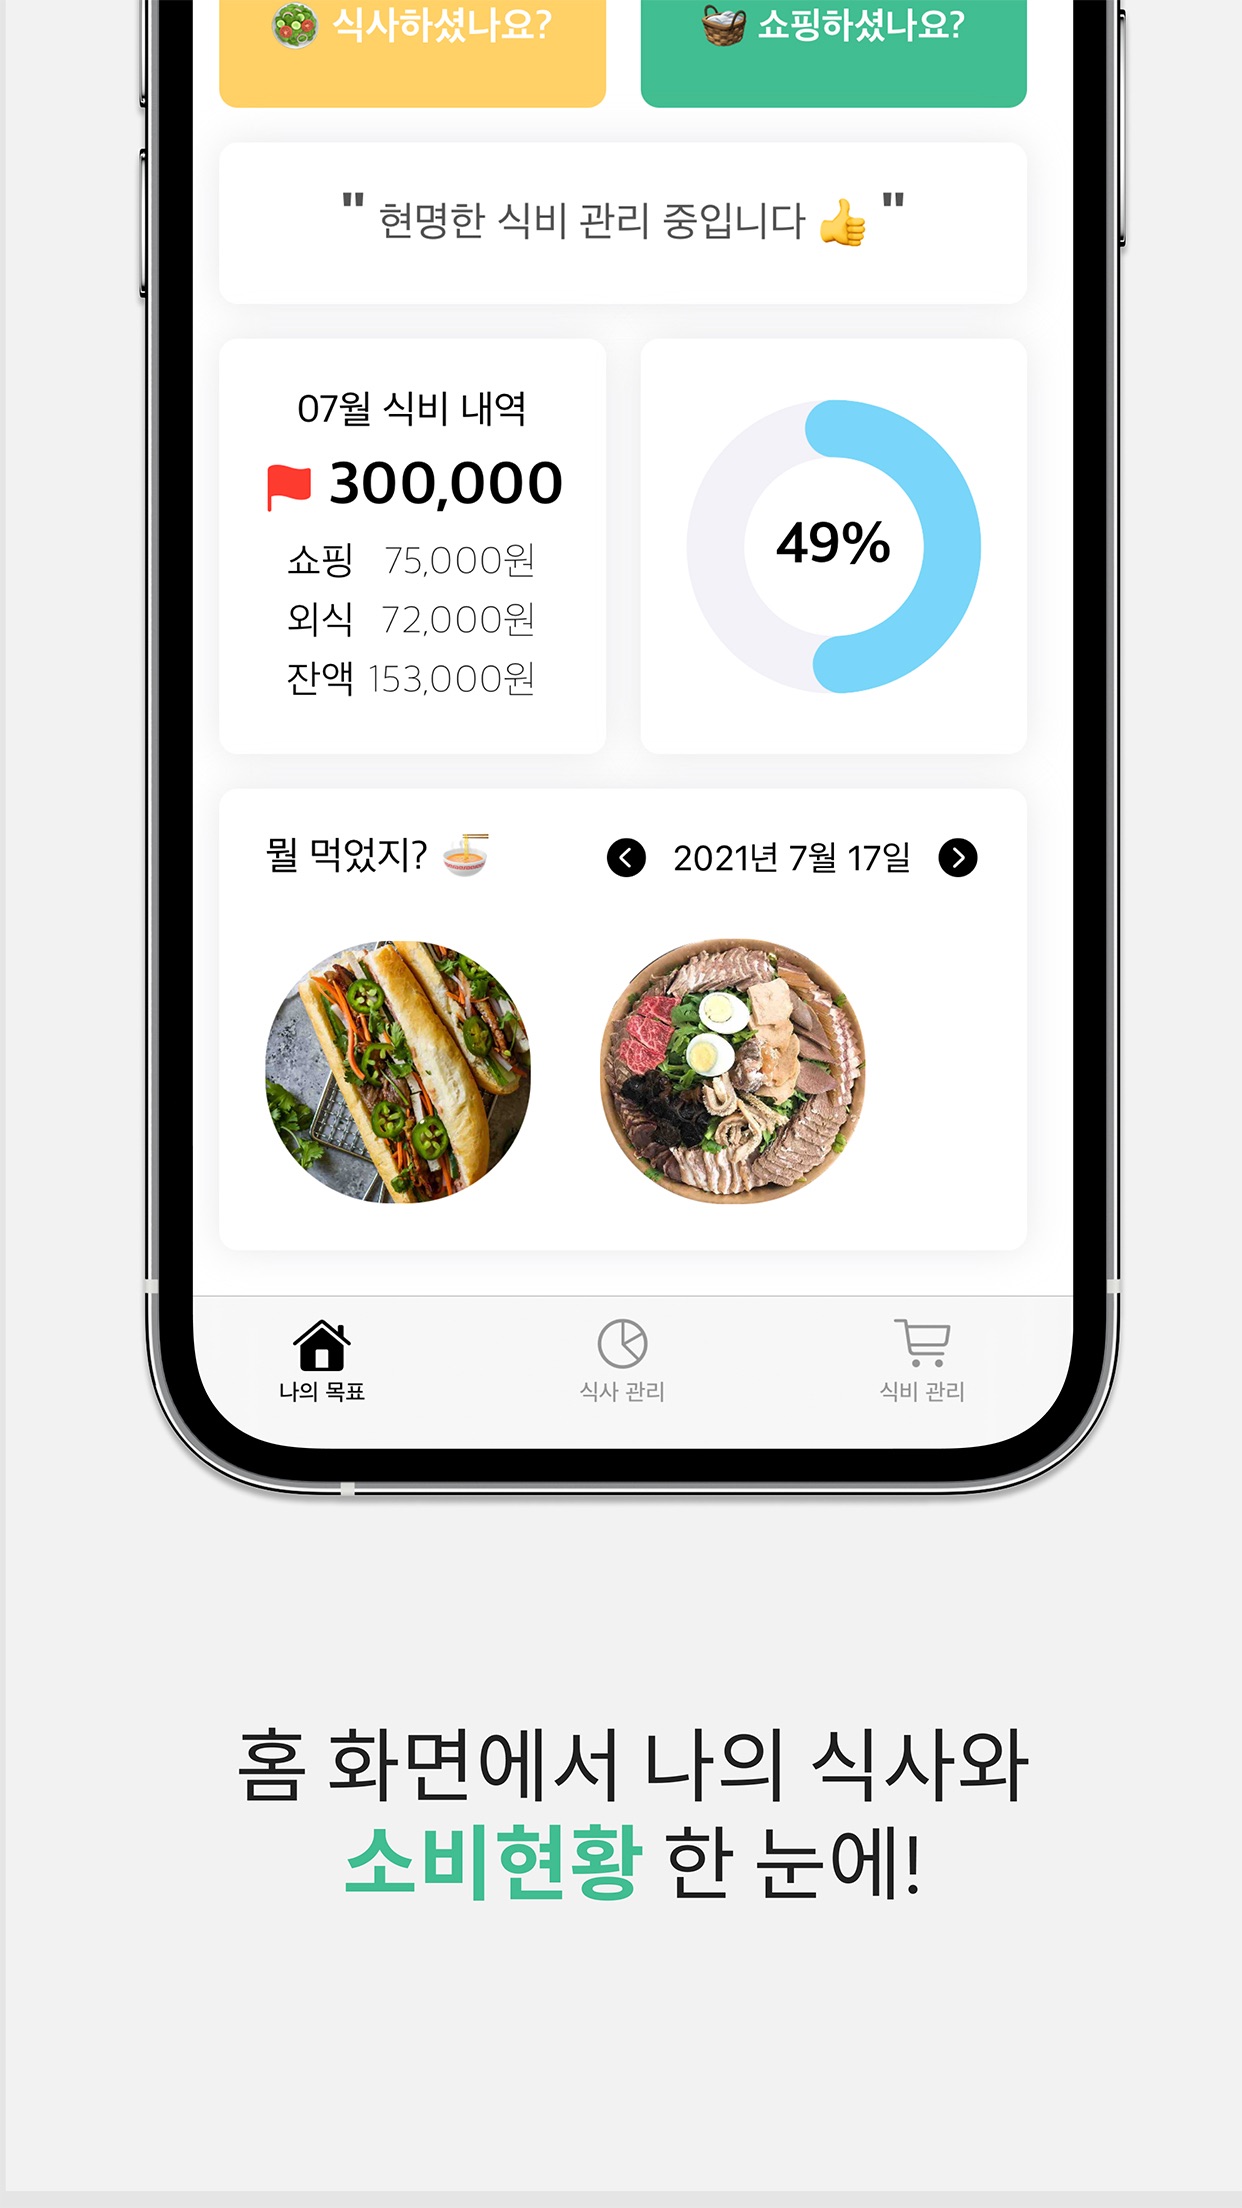 식사하셨나요?
쇼핑하셨나요?
" 현명한 식비 관리 중입니다 👍 "
07월 식비 내역
300,000
쇼핑 75,000원
외식 72,000원
잔액 153,000원
49%
뭘 먹었지?
2021년 7월 17일
나의 목표
식사 관리
식비 관리
홈 화면에서 나의 식사와
소비현황 한 눈에!